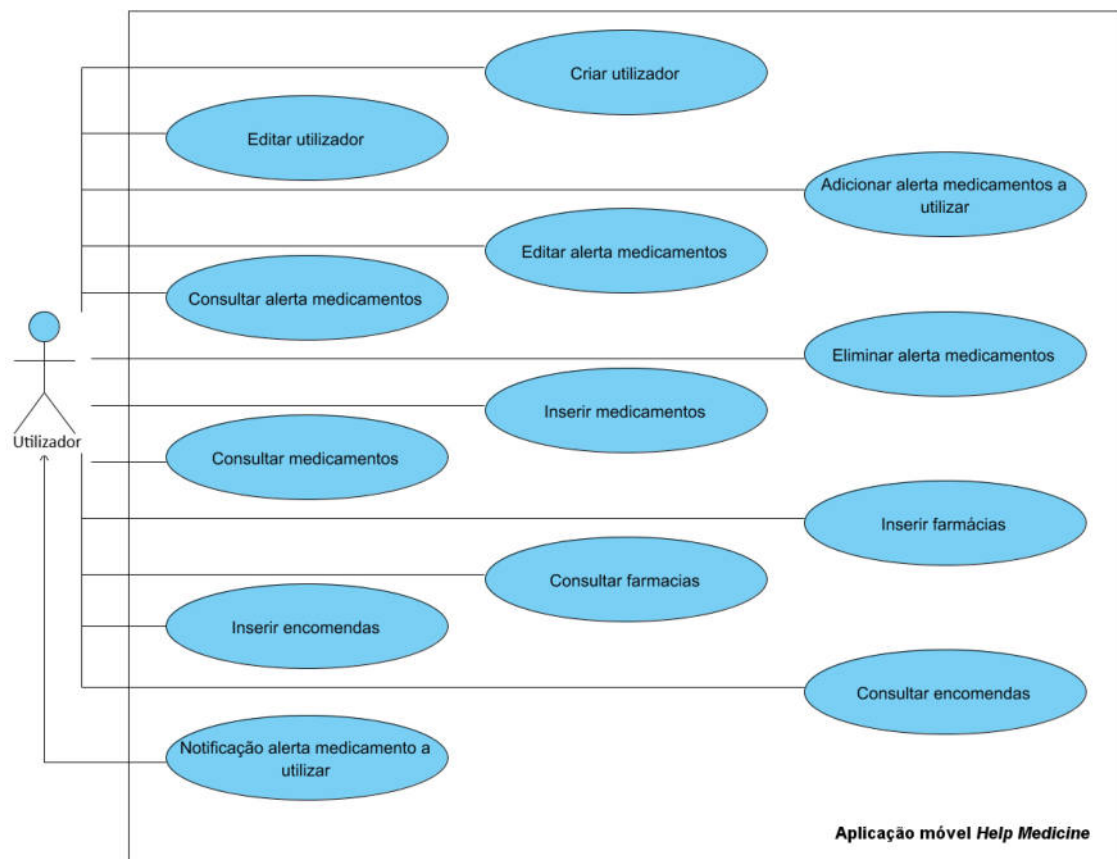 Criar utilizador
Editar utilizador
Adicionar alerta medicamentos a
utilizar
Editar alerta medicamentos
Consultar alerta medicamentos
Eliminar alerta medicamentos
Inserir medicamentos
Utilizador
Consultar medicamentos
Inserir farmácias
Consultar farmacias
Inserir encomendas
Consultar encomendas
Notificação alerta medicamento a
utilizar
Aplicação móvel Help Medicine